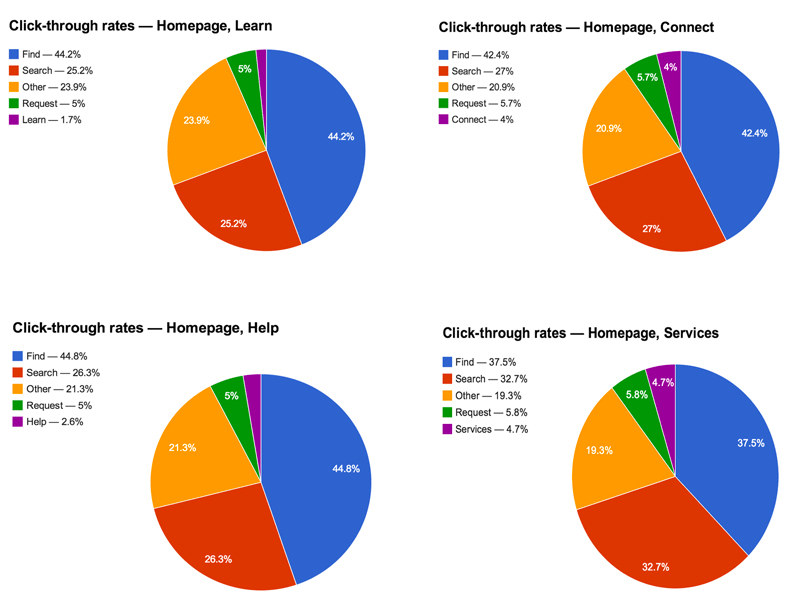 Click-through rates — Homepage, Learn
Find — 44.2%
Search — 25.2%
Other — 23.9%
Request — 5%
Learn — 1.7%
5%
23.9%
44.2%
25.2%
Click-through rates — Homepage, Connect
Find — 42.4%
Search — 27%
Other — 20.9%
Request — 5.7%
Connect — 4%
4%
5.7%
20.9%
42.4%
27%
Click-through rates — Homepage, Help
Find — 44.8%
Search — 26.3%
Other — 21.3%
Request — 5%
Help — 2.6%
5%
21.3%
44.8%
26.3%
Click-through rates — Homepage, Services
Find — 37.5%
Search — 32.7%
Other — 19.3%
Request — 5.8%
Services — 4.7%
4.7%
5.8%
37.5%
19.3%
32.7%